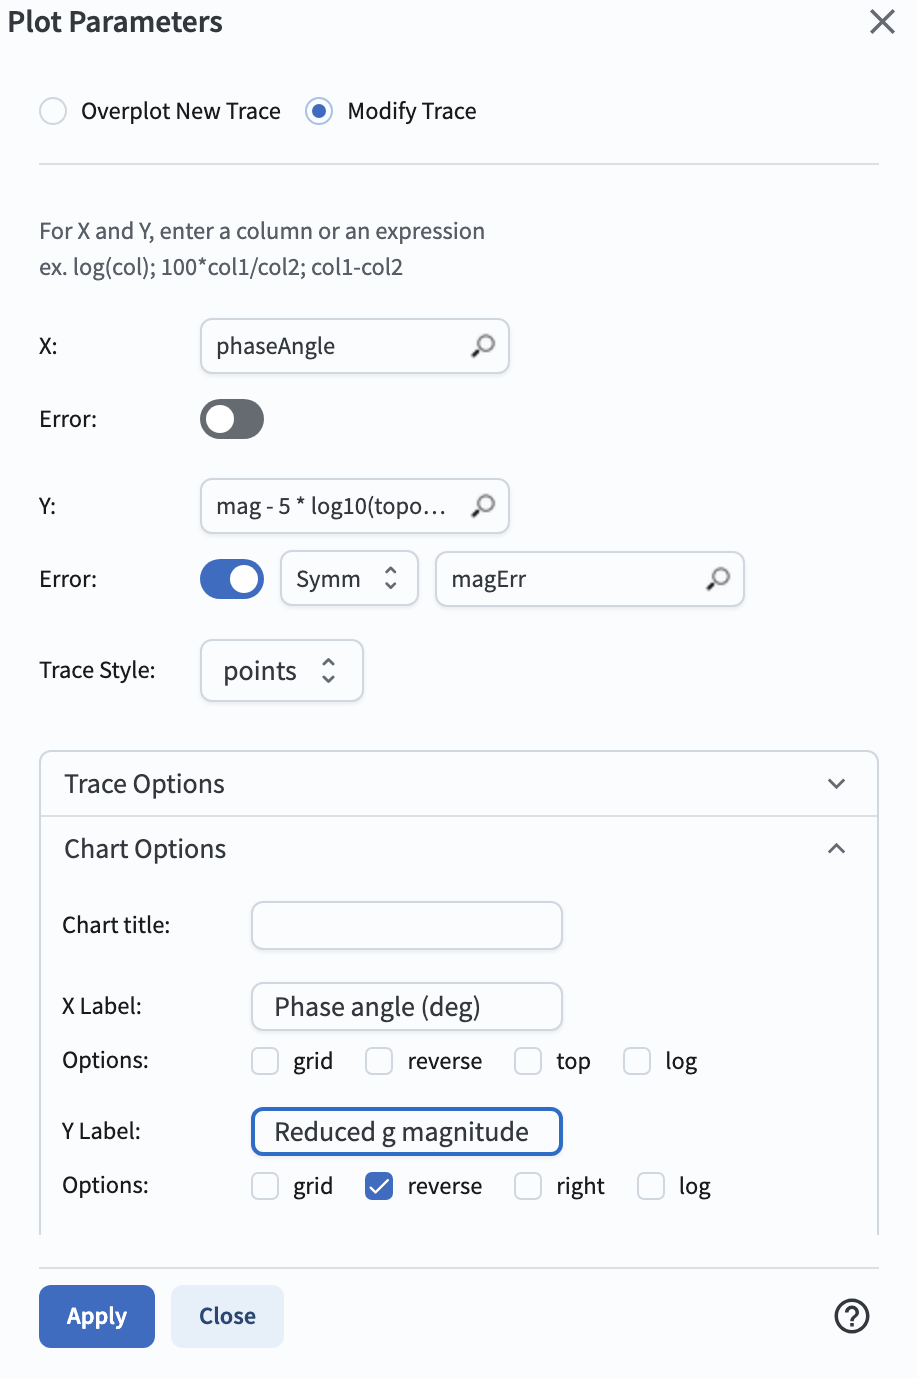 Plot Parameters
Overplot New Trace Modify Trace
For X and Y, enter a column or an expression
ex. log(col); 100*col1/col2; col1-col2
X: phaseAngle
Error:
Y: mag - 5 * log10(topo...
Error: Symm magErr
Trace Style: points
Trace Options
Chart Options
Chart title:
X Label: Phase angle (deg)
Options: grid reverse top log
Y Label: Reduced g magnitude
Options: grid reverse right log
Apply Close ?